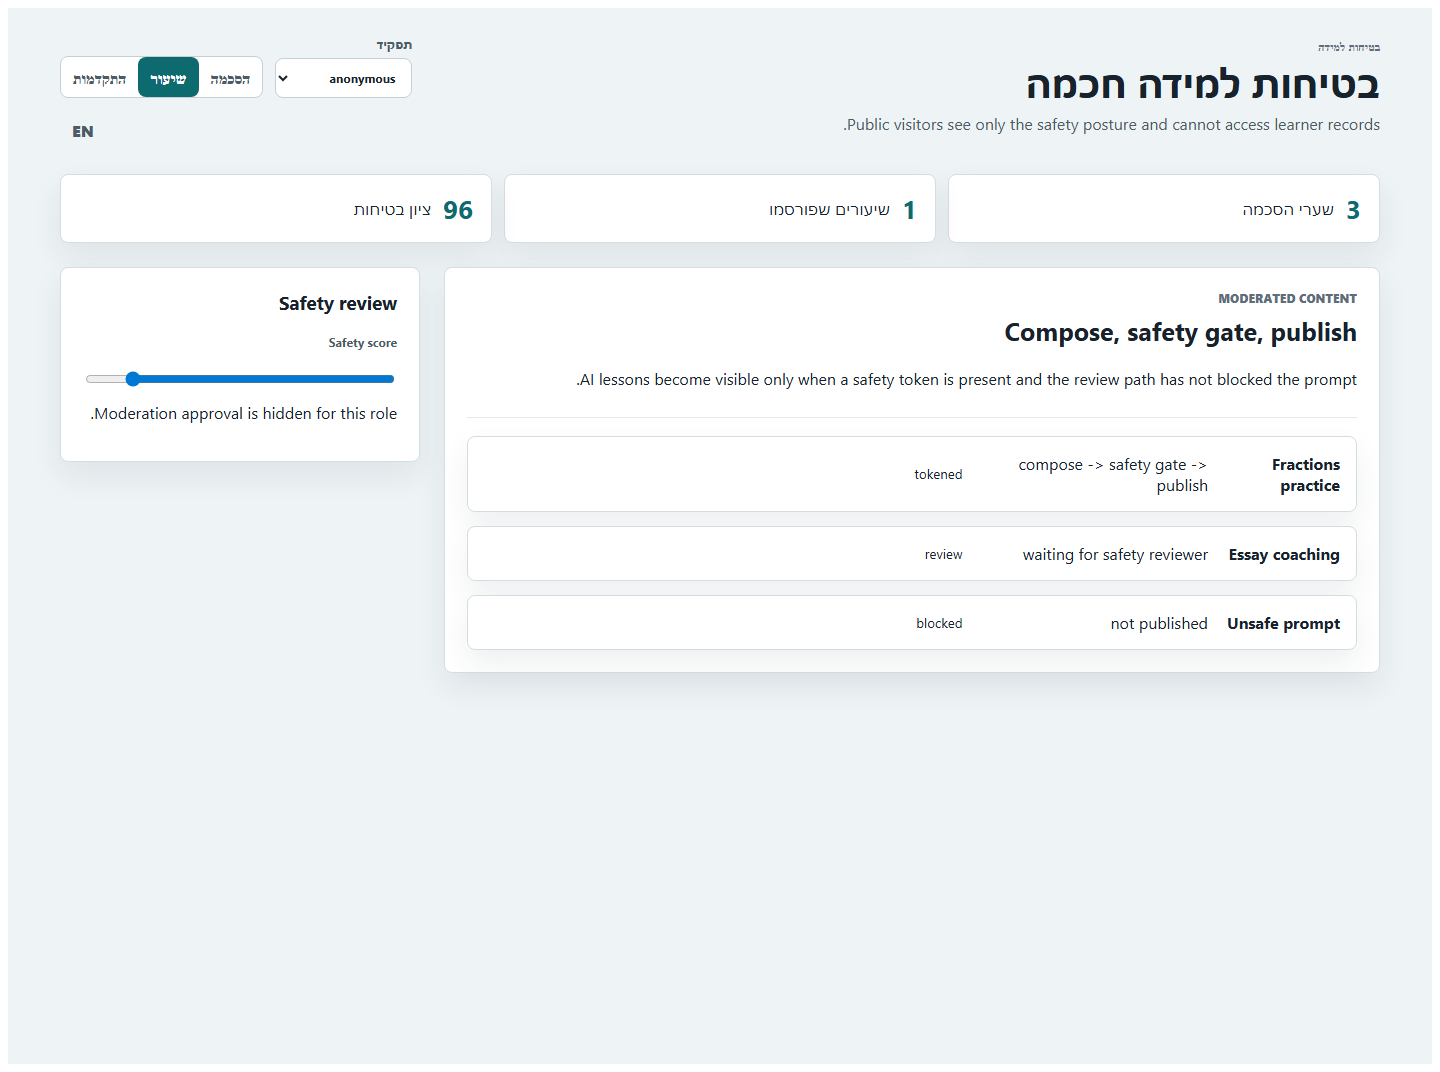 בטיחות למידה
בטיחות למידה חכמה
.Public visitors see only the safety posture and cannot access learner records
תפקיד
anonymous
הסכמה
שיעור
התקדמות
EN
3 שערי הסכמה
1 שיעורים שפורסמו
96 ציון בטיחות
MODERATED CONTENT
Compose, safety gate, publish
.AI lessons become visible only when a safety token is present and the review path has not blocked the prompt
Fractions
practice
compose -> safety gate ->
publish
tokened
Essay coaching
waiting for safety reviewer
review
Unsafe prompt
not published
blocked
Safety review
Safety score
.Moderation approval is hidden for this role